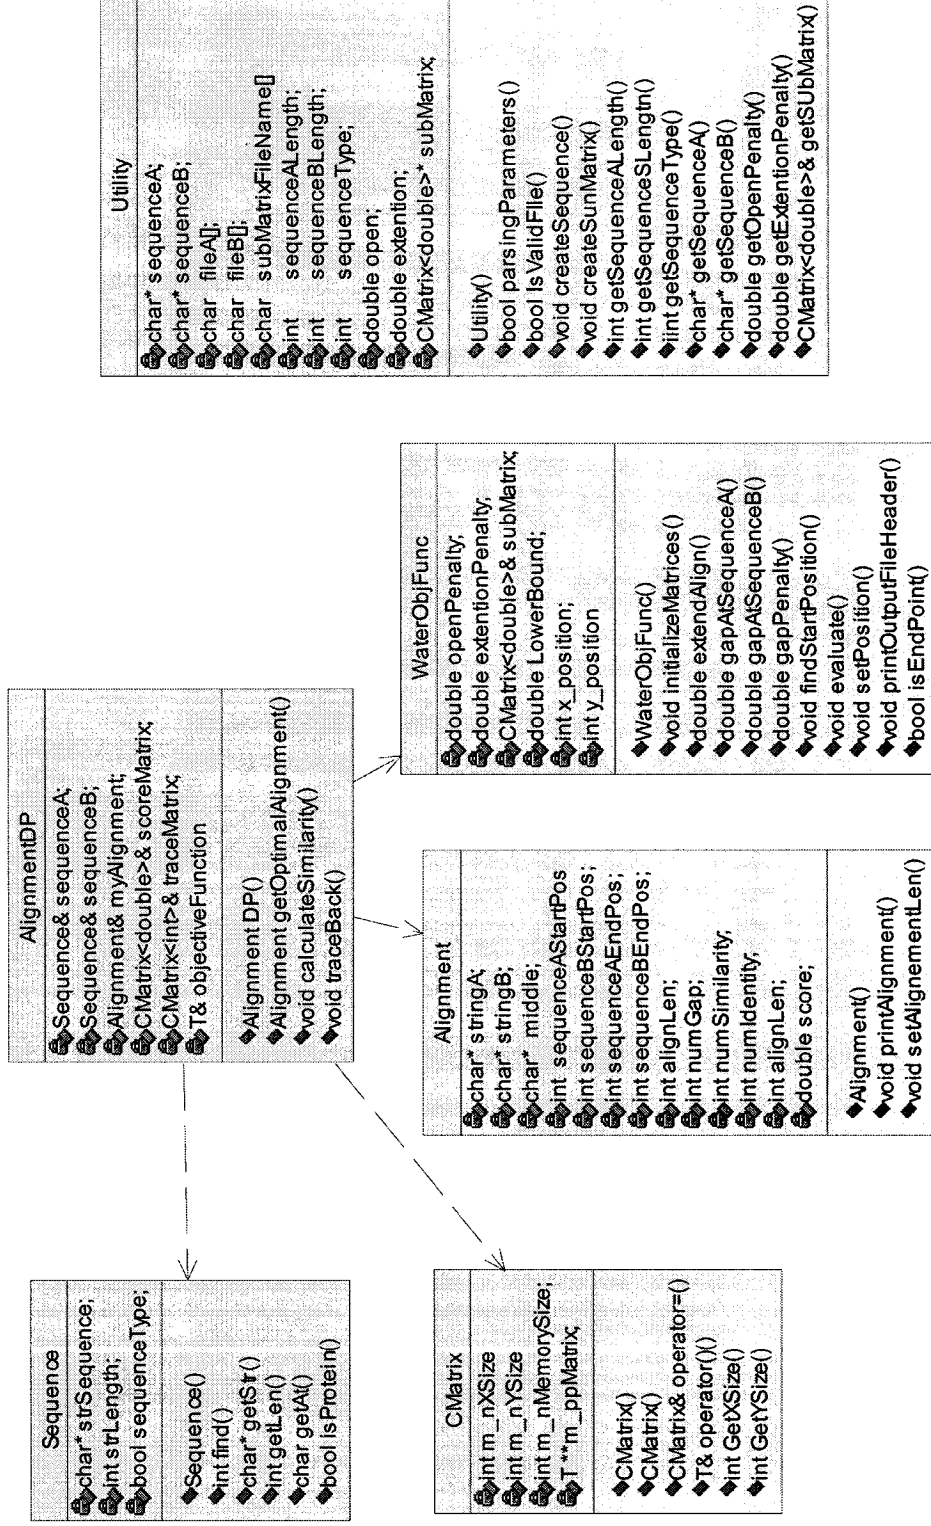 Sequence
char* strSequence;
int strLength;
bool sequenceType;
Sequence()
int find()
char* getStr()
int getLen()
char getAt()
bool isProtein()
AlignmentDP
Sequence& sequenceA;
Sequence& sequenceB;
Alignment& myAlignment;
CMatrix<double>& scoreMatrix;
CMatrix<int>& traceMatrix;
T& objectiveFunction
Alignment DP()
Alignment getOptimalAlignment()
void calculateSimilarity()
void traceBack()
Utility
char* sequenceA;
char* sequenceB;
char fileA[];
char fileB[];
char subMatrixFileName[]
int sequenceALength;
int sequenceBLength;
int sequenceType;
double open;
double extention;
CMatrix<double>* subMatrix;
Utility()
bool parsingParameters()
bool isValidFile()
void createSequence()
void createSunMatrix()
int getSequenceALength()
int getSequenceSLengtn()
iint getSequenceType()
char* getSequenceA()
char* getSequenceB()
double getOpenPenalty()
double getExtentionPenalty()
CMatrix<double>& getSUbMatrix()
CMatrix
int m_nXSize
int m_nYSize
int m_nMemorySize;
T **m_ppMatrix;
CMatrix()
CMatrix()
CMatrix& operator=()
T& operator()()
int GetXSize()
int GetYSize()
Alignment
char* stringA;
char* stringB;
char* middle;
int sequenceAStartPos
int sequenceBStartPos;
int sequenceAEndPos;
int sequenceBEndPos;
int alignLen;
int numGap;
int numSimilarity;
int numIdentity;
int alignLen;
double score;
Alignment()
void printAlignment()
void setAlignementLen()
WaterObjFunc
double openPenalty;
double extentionPenalty;
CMatrix<double>& subMatrix;
double LowerBound;
int x_position;
int y_position
WaterObjFunc()
void initializeMatrices()
double extendAlign()
double gapAtSequenceA()
double gapAtSequenceB()
double gapPenalty()
void findStartPosition()
void evaluate()
void setPosition()
void printOutputFileHeader()
bool isEndPoint()